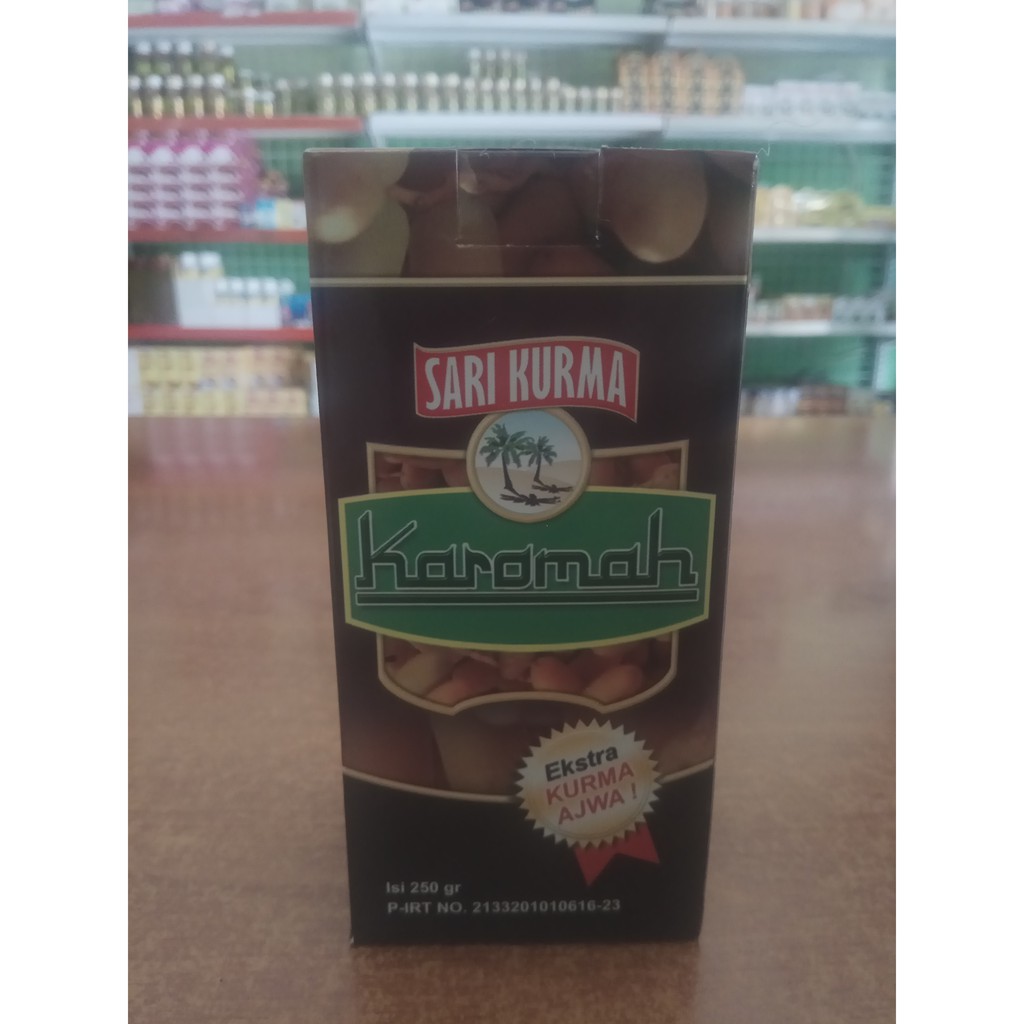 SARI KURMA
Karomah
Ekstra
KURMA
AJWA !
Isi 250 gr
P-IRT NO. 2133201010616-23